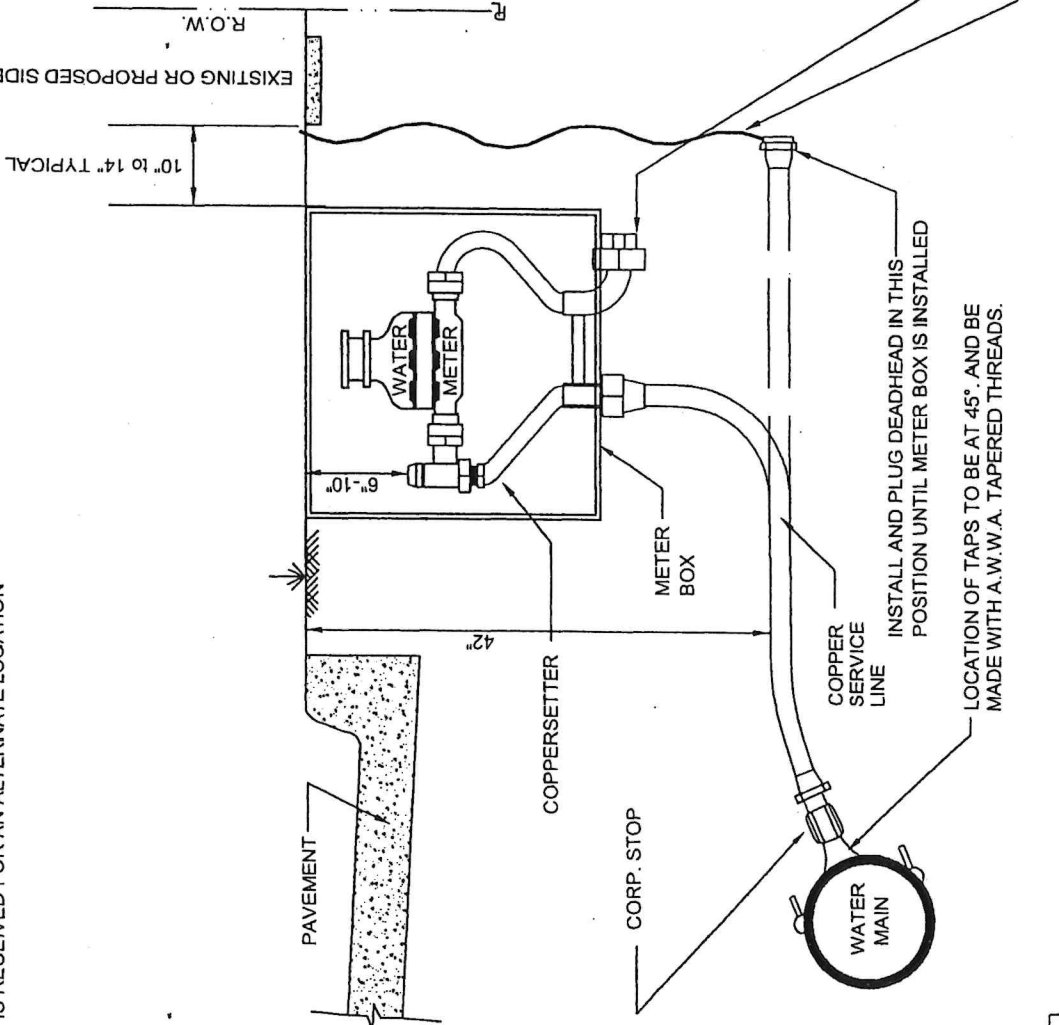 IS RECEIVED FOR AN ALTERNATE LOCATION
R.O.W.
EXISTING OR PROPOSED
10" to 14" TYPICAL
PAVEMENT
6"-10"
WATER
METER
42"
METER
BOX
COPPERSETTER
CORP. STOP
COPPER
SERVICE
LINE
INSTALL AND PLUG DEADHEAD IN THIS
POSITION UNTIL METER BOX IS INSTALLED
LOCATION OF TAPS TO BE AT 45°. AND BE
MADE WITH A.W.W.A. TAPERED THREADS.
WATER
MAIN